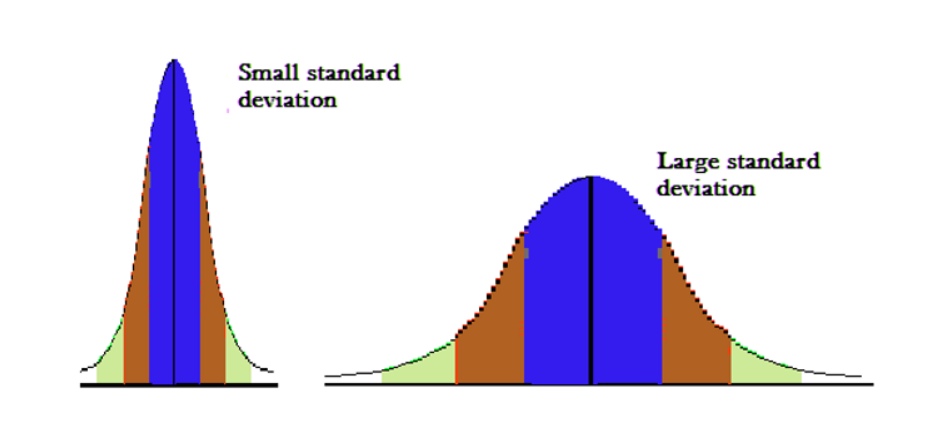 Small standard
deviation
Large standard
deviation